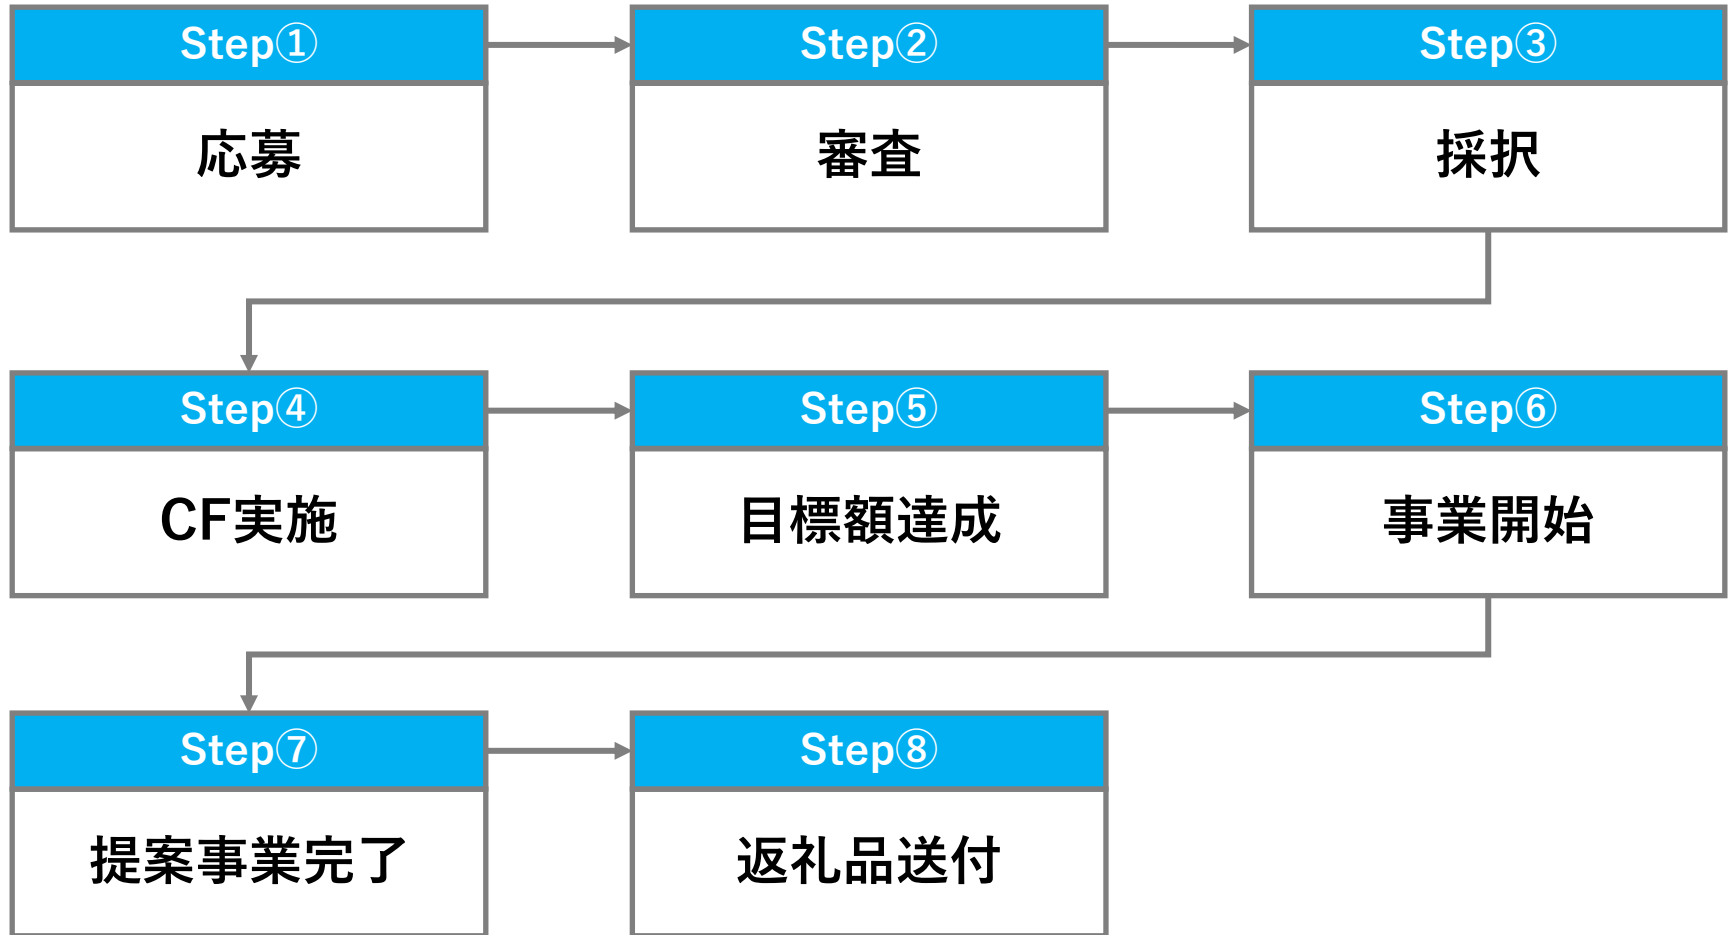 Step①
応募
Step②
審査
Step③
採択
Step④
CF実施
Step⑤
目標額達成
Step⑥
事業開始
Step⑦
提案事業完了
Step⑧
返礼品送付